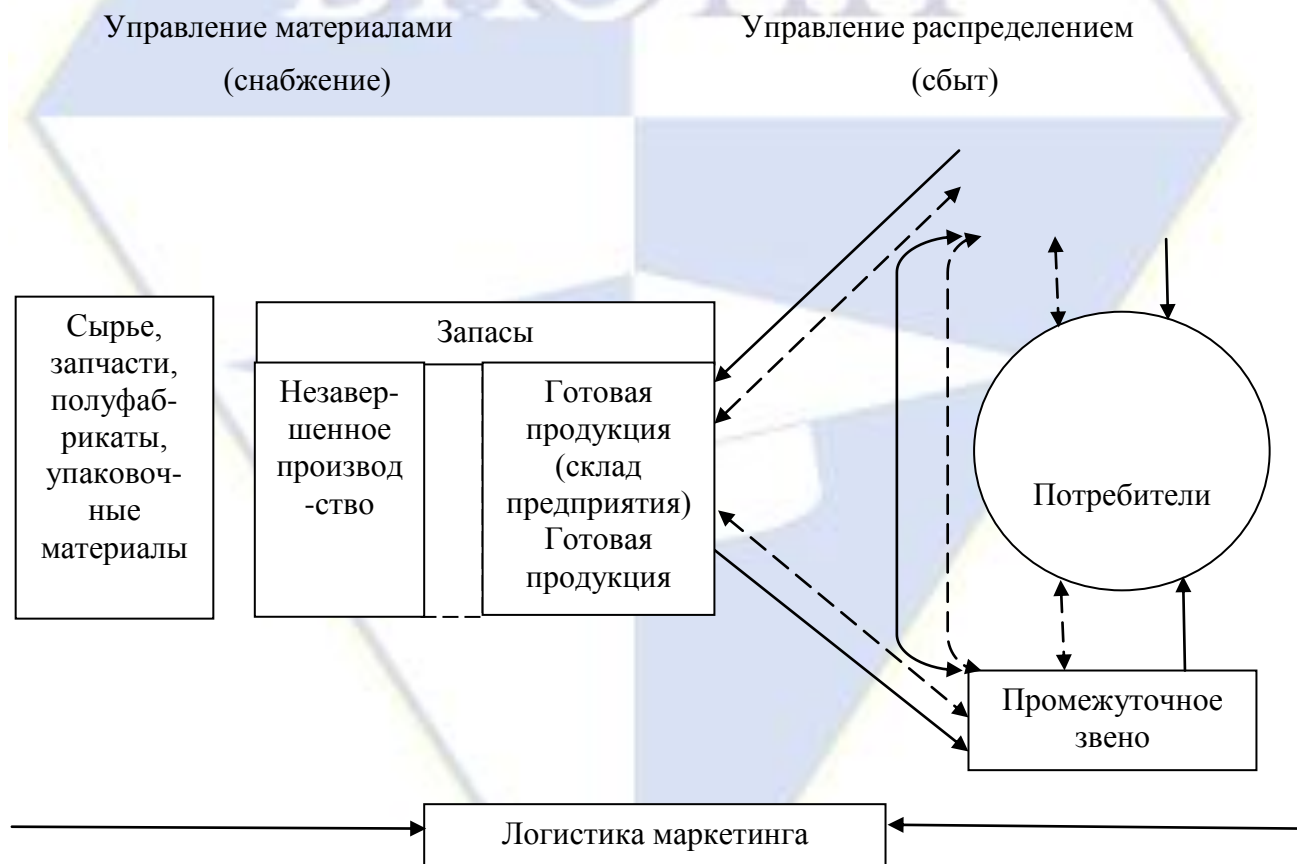 Управление материалами
(снабжение)
Управление распределением
(сбыт)
Сырье,
запчасти,
полуфаб-
рикаты,
упаковоч-
ные
материалы
Запасы
Незавер-
шенное
производ
-ство
Готовая
продукция
(склад
предприятия)
Готовая
продукция
Потребители
Промежуточное
звено
Логистика маркетинга